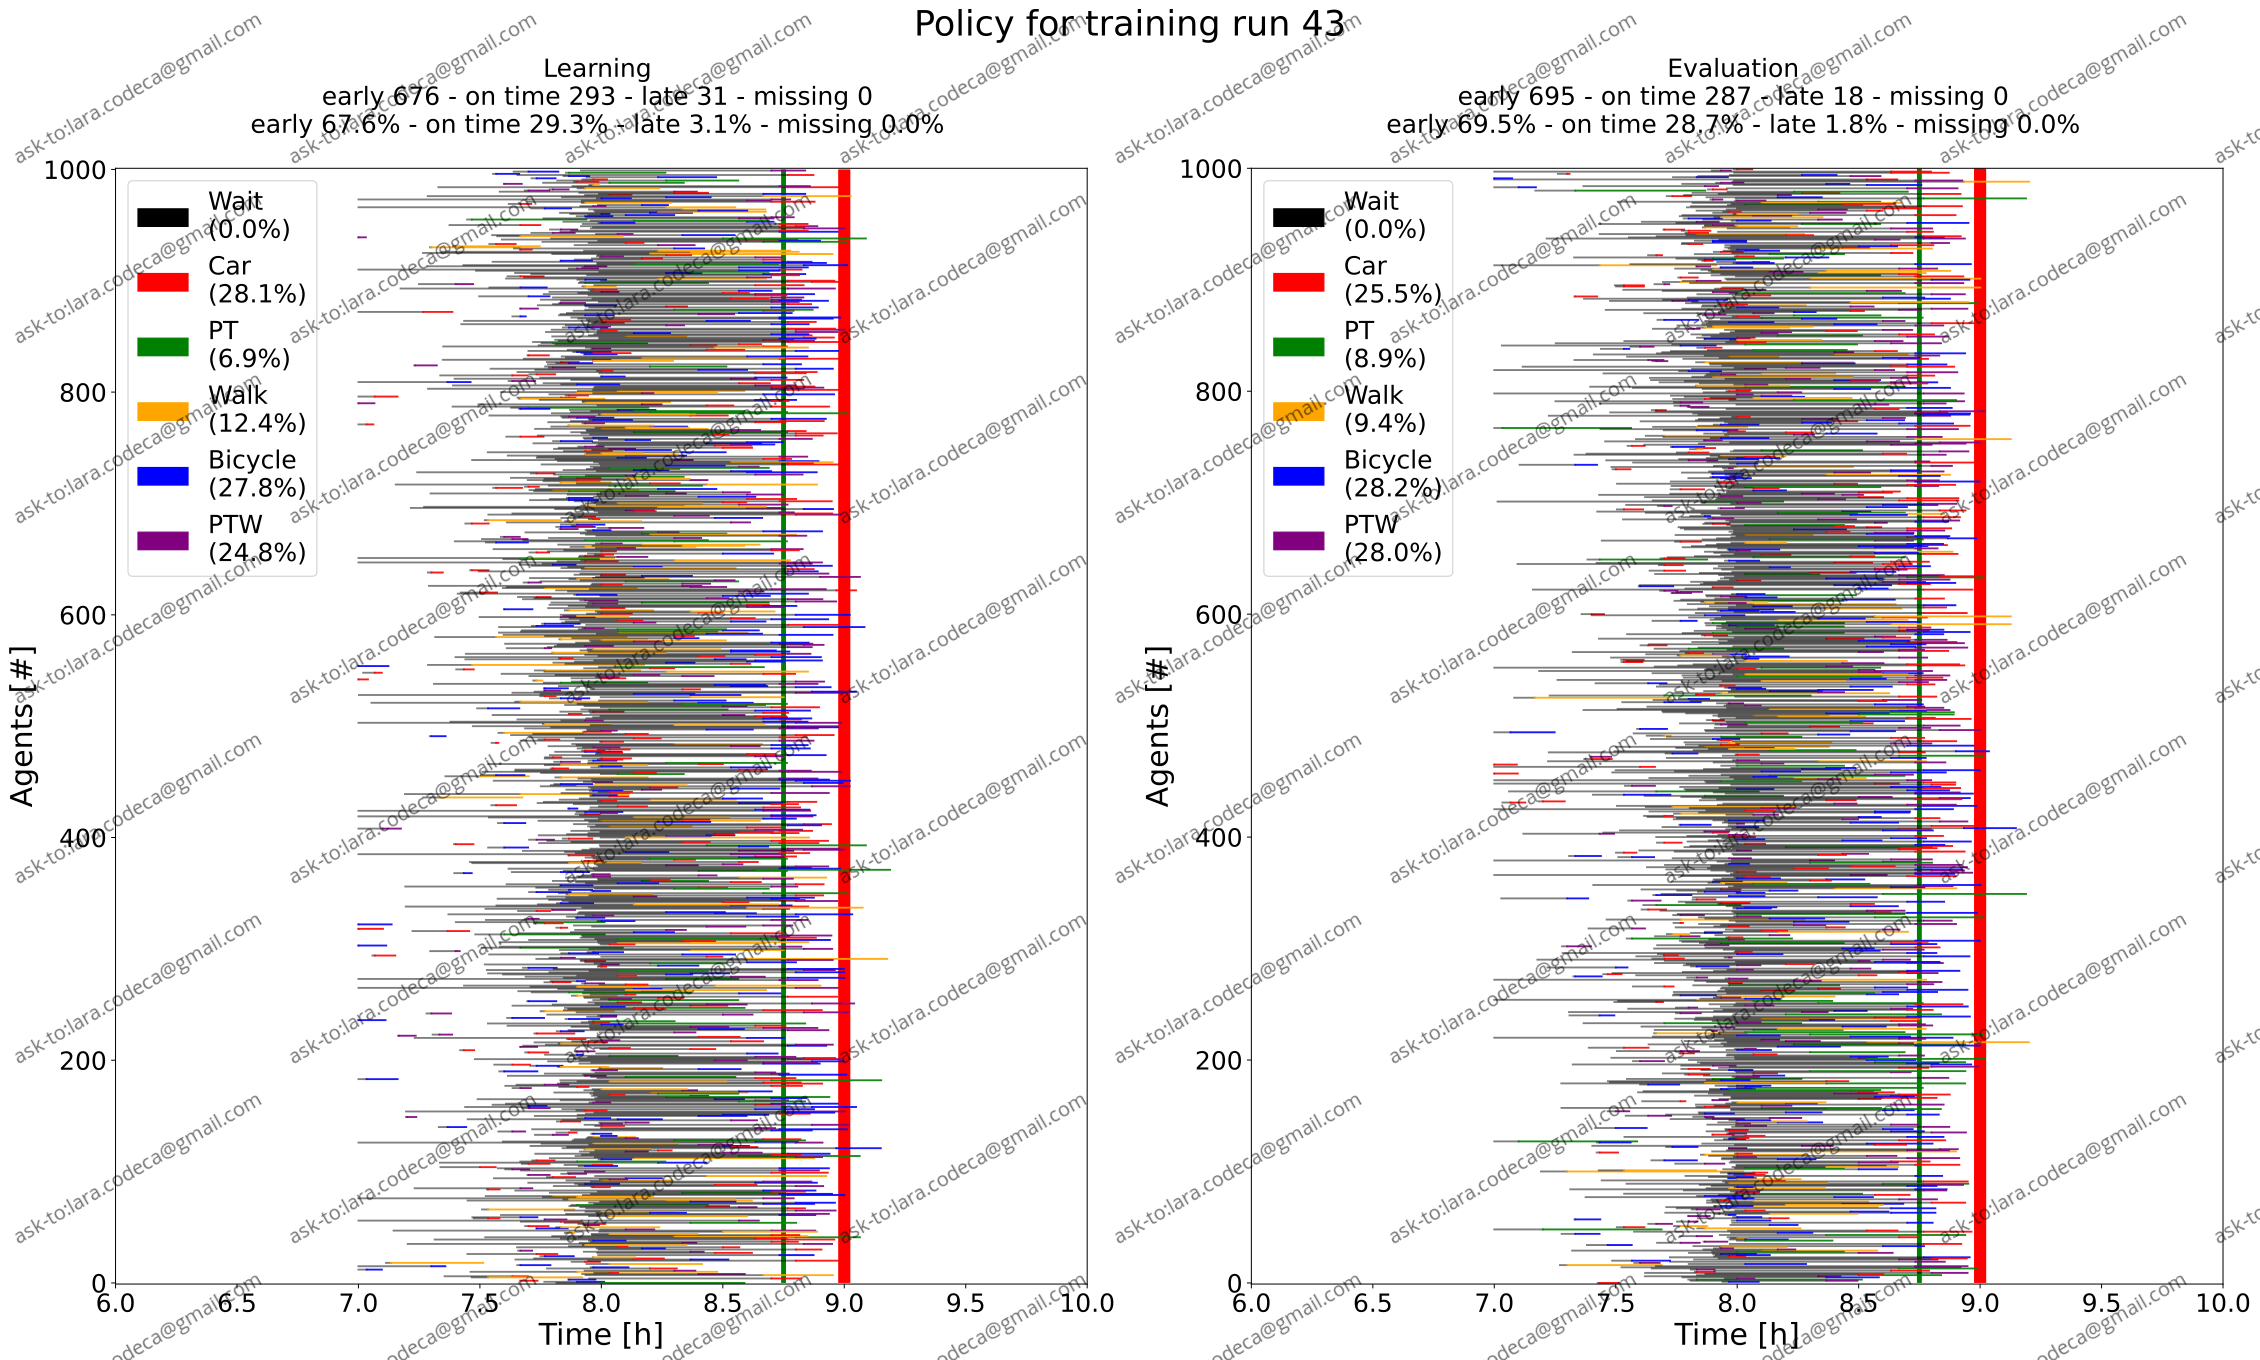 Policy for training run 43
Learning
early 676 - on time 293 - late 31 - missing 0
early 67.6% - on time 29.3% - late 3.1% - missing 0.0%
Evaluation
early 695 - on time 287 - late 18 - missing 0
early 69.5% - on time 28.7% - late 1.8% - missing 0.0%
Agents [#]
1000
800
600
400
200
0
Wait
(0.0%)
Car
(28.1%)
PT
(6.9%)
Walk
(12.4%)
Bicycle
(27.8%)
PTW
(24.8%)
6.0 6.5 7.0 7.5 8.0 8.5 9.0 9.5 10.0
Time [h]
Agents [#]
1000
800
600
400
200
0
Wait
(0.0%)
Car
(25.5%)
PT
(8.9%)
Walk
(9.4%)
Bicycle
(28.2%)
PTW
(28.0%)
6.0 6.5 7.0 7.5 8.0 8.5 9.0 9.5 10.0
Time [h]
ask-to:lara.codeca@gmail.com